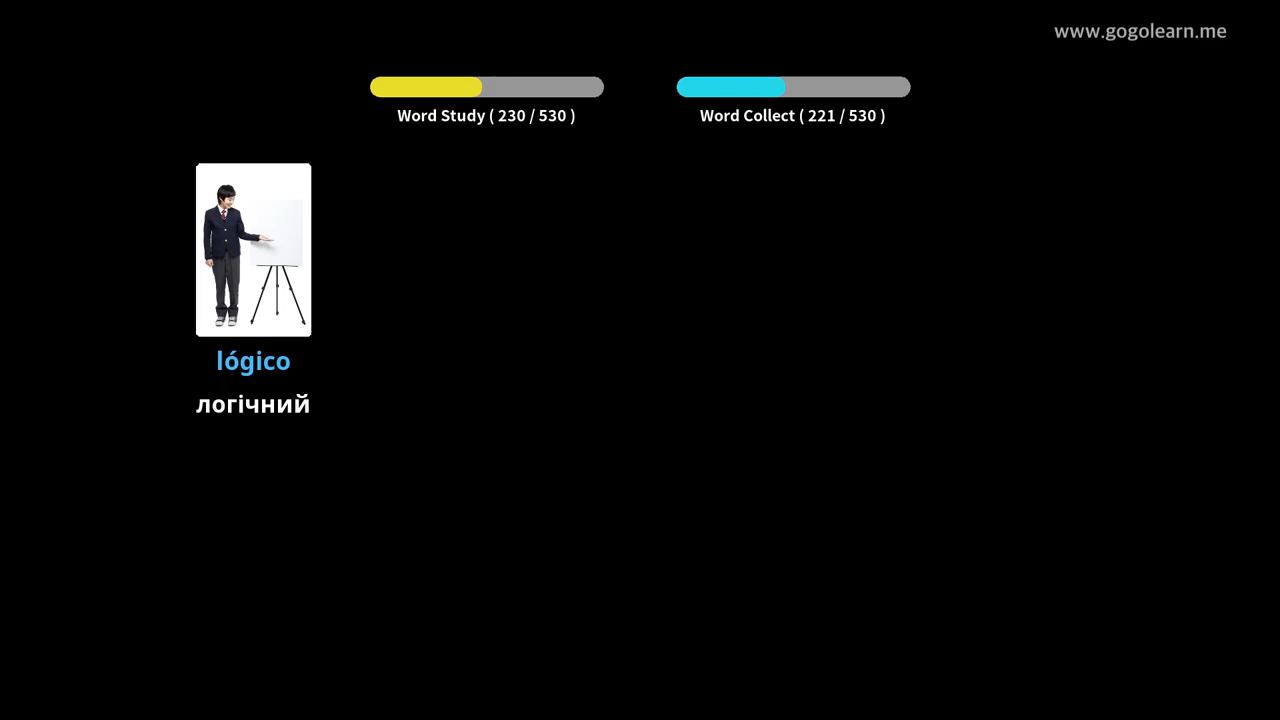 www.gogolearn.me
Word Study ( 230 / 530 )
Word Collect ( 221 / 530 )
lógico
логічний